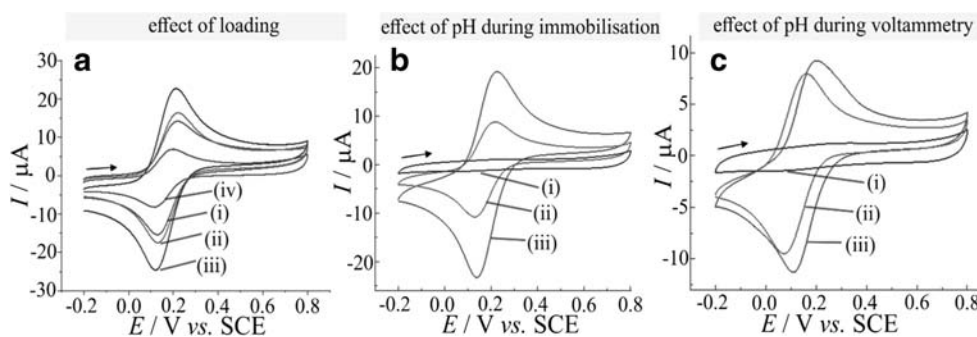 effect of loading
effect of pH during immobilisation
effect of pH during voltammetry
a
30
20
10
0
-10
-20
-30
I / µA
(iv)
(i)
(ii)
(iii)
-0.2 0.0 0.2 0.4 0.6 0.8
E / V vs. SCE
b
20
10
0
-10
-20
I / µA
(i)
(ii)
(iii)
-0.2 0.0 0.2 0.4 0.6 0.8
E / V vs. SCE
c
10
5
0
-5
-10
I / µA
(i)
(ii)
(iii)
-0.2 0.0 0.2 0.4 0.6 0.8
E / V vs. SCE